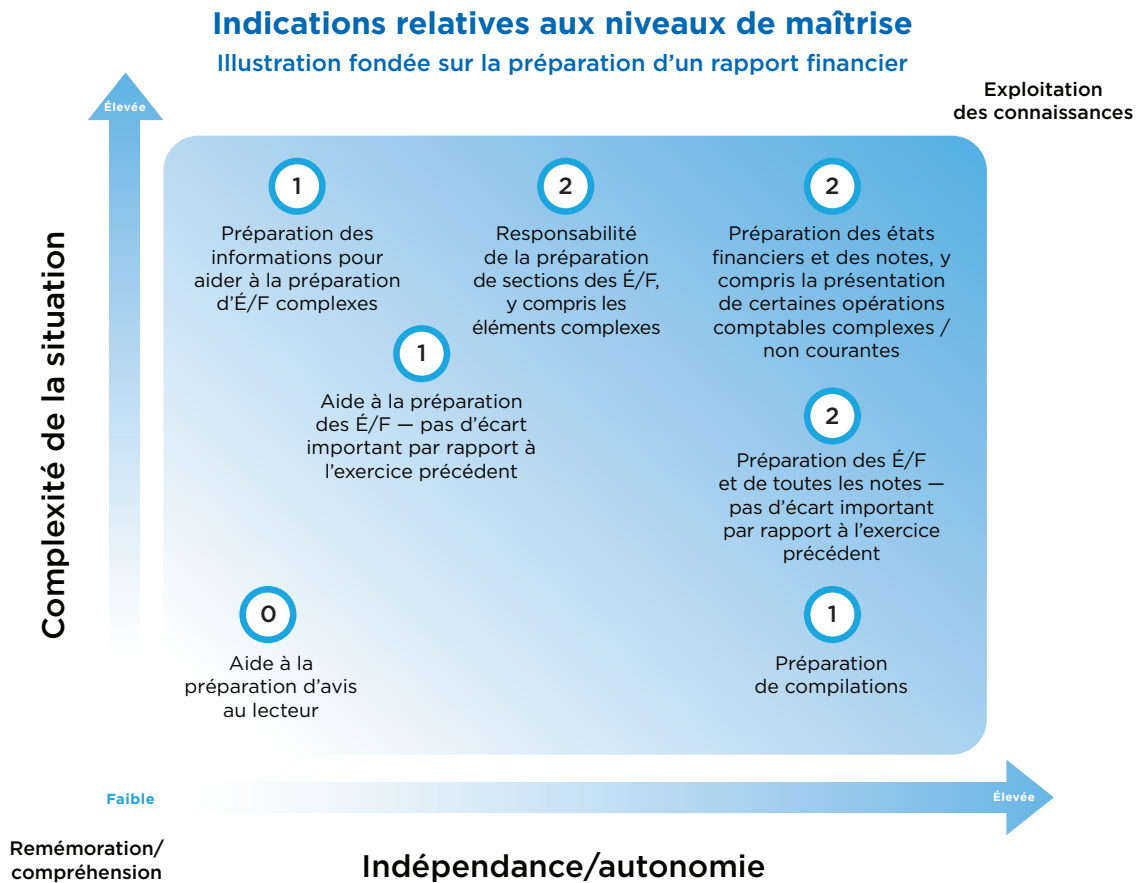 Indications relatives aux niveaux de maîtrise
Illustration fondée sur la préparation d'un rapport financier
Élevée
Exploitation
des connaissances
Complexité de la situation
1
Préparation des
informations pour
aider à la préparation
d'É/F complexes
2
Responsabilité
de la préparation
de sections des É/F,
y compris les
éléments complexes
2
Préparation des états
financiers et des notes, y
compris la présentation
de certaines opérations
comptables complexes /
non courantes
1
Aide à la préparation
des É/F — pas d'écart
important par rapport à
l'exercice précédent
2
Préparation des É/F
et de toutes les notes —
pas d'écart important
par rapport à l'exercice
précédent
0
Aide à la
préparation d'avis
au lecteur
1
Préparation
de compilations
Faible
Élevée
Remémoration/
compréhension
Indépendance/autonomie